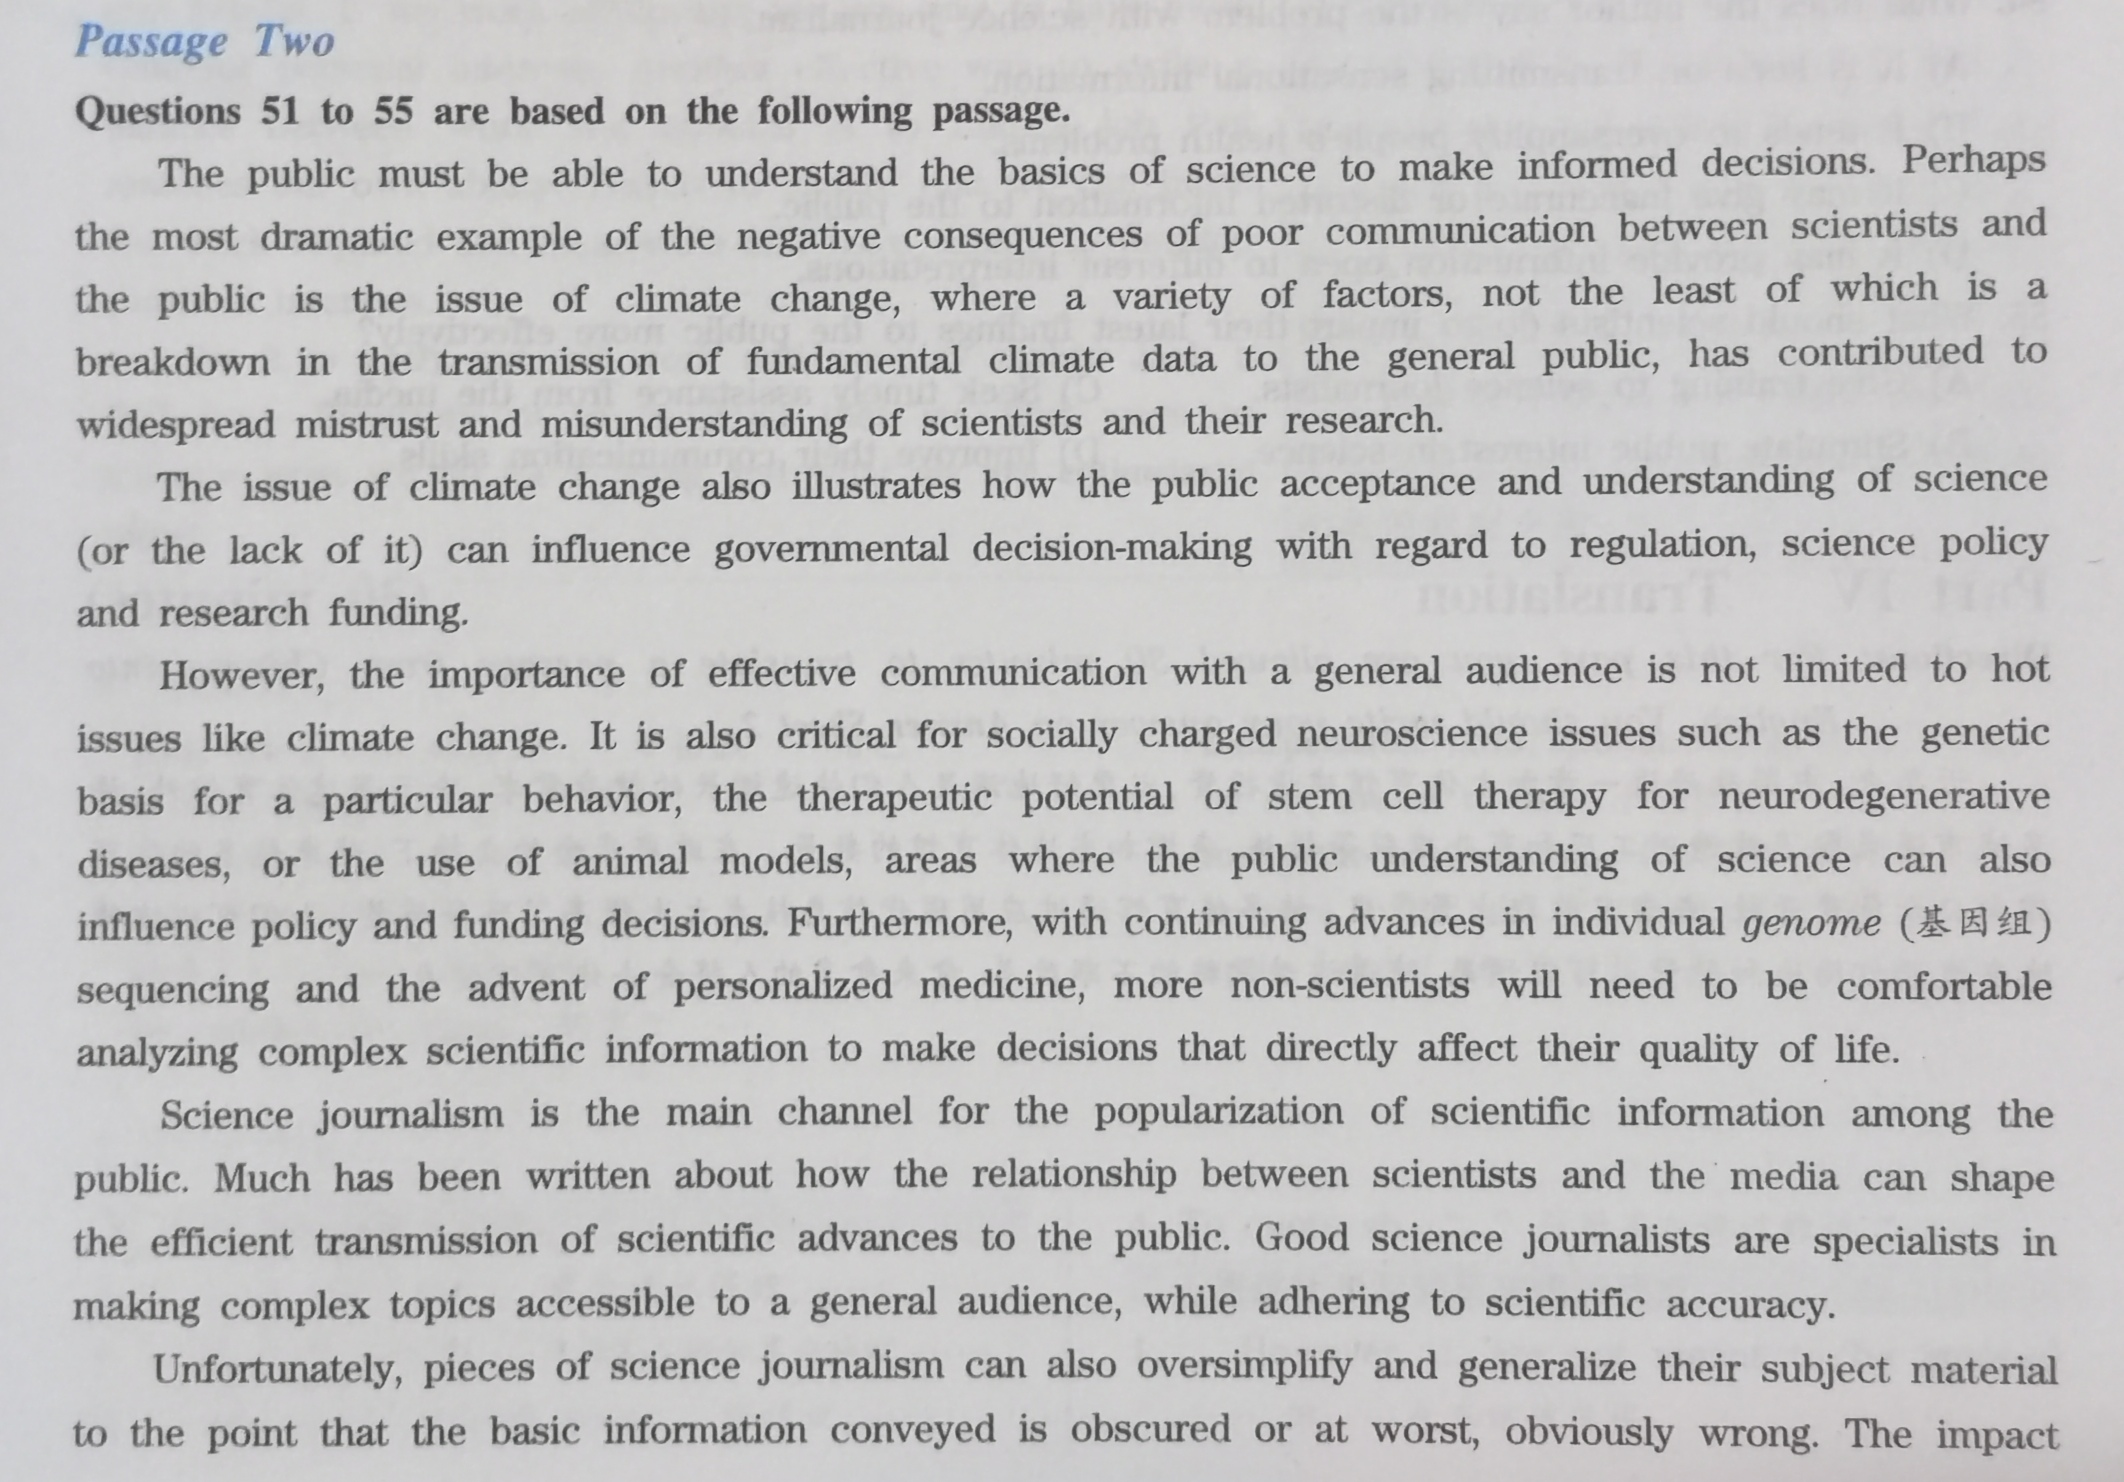 Passage Two
Questions 51 to 55 are based on the following passage.
The public must be able to understand the basics of science to make informed decisions. Perhaps
the most dramatic example of the negative consequences of poor communication between scientists and
the public is the issue of climate change, where a variety of factors, not the least of which is a
breakdown in the transmission of fundamental climate data to the general public, has contributed to
widespread mistrust and misunderstanding of scientists and their research.
The issue of climate change also illustrates how the public acceptance and understanding of science
(or the lack of it) can influence governmental decision-making with regard to regulation, science policy
and research funding.
However, the importance of effective communication with a general audience is not limited to hot
issues like climate change. It is also critical for socially charged neuroscience issues such as the genetic
basis for a particular behavior, the therapeutic potential of stem cell therapy for neurodegenerative
diseases, or the use of animal models, areas where the public understanding of science can also
influence policy and funding decisions. Furthermore, with continuing advances in individual genome (基因组)
sequencing and the advent of personalized medicine, more non-scientists will need to be comfortable
analyzing complex scientific information to make decisions that directly affect their quality of life.
Science journalism is the main channel for the popularization of scientific information among the
public. Much has been written about how the relationship between scientists and the media can shape
the efficient transmission of scientific advances to the public. Good science journalists are specialists in
making complex topics accessible to a general audience, while adhering to scientific accuracy.
Unfortunately, pieces of science journalism can also oversimplify and generalize their subject material
to the point that the basic information conveyed is obscured or at worst, obviously wrong. The impact